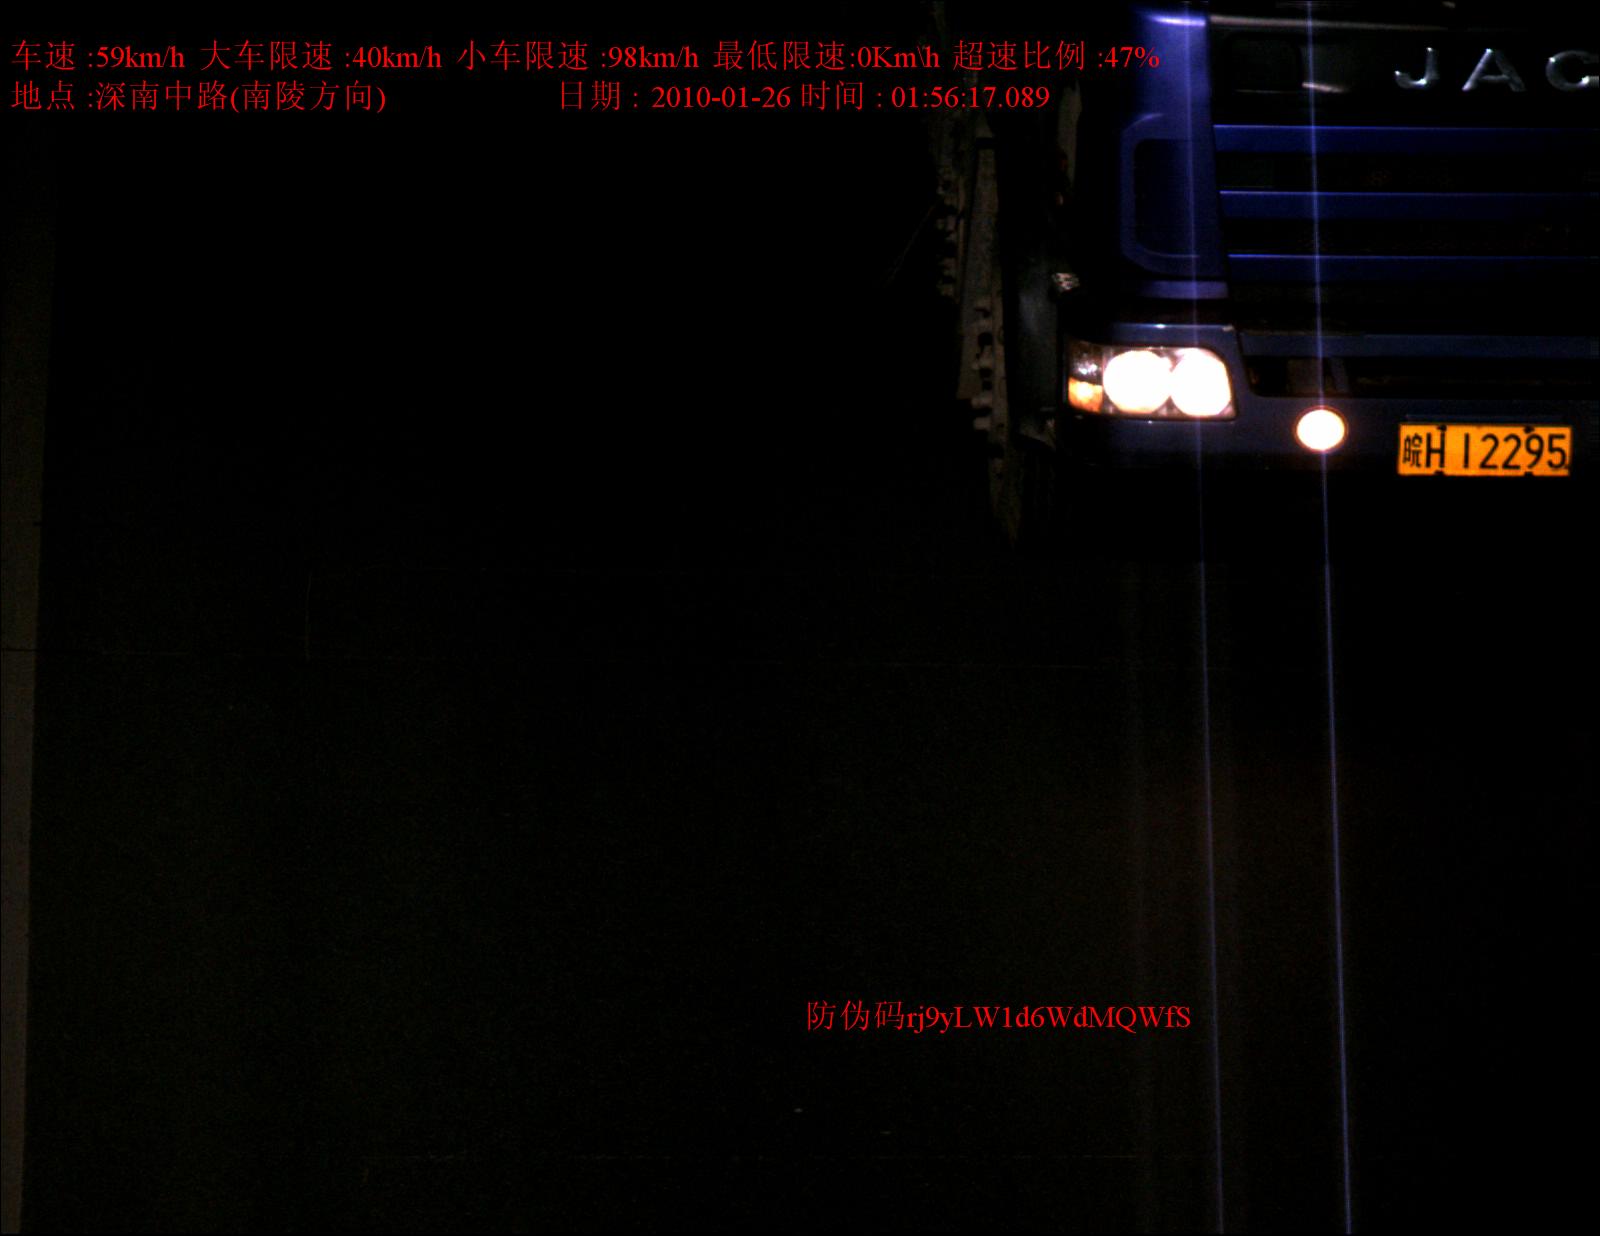 车速 :59km/h 大车限速 :40km/h 小车限速 :98km/h 最低限速:0Km\h 超速比例 :47%
地点 :深南中路(南陵方向) 日期 : 2010-01-26 时间 : 01:56:17.089
JAC
皖H 12295
防伪码rj9yLW1d6WdMQWfS